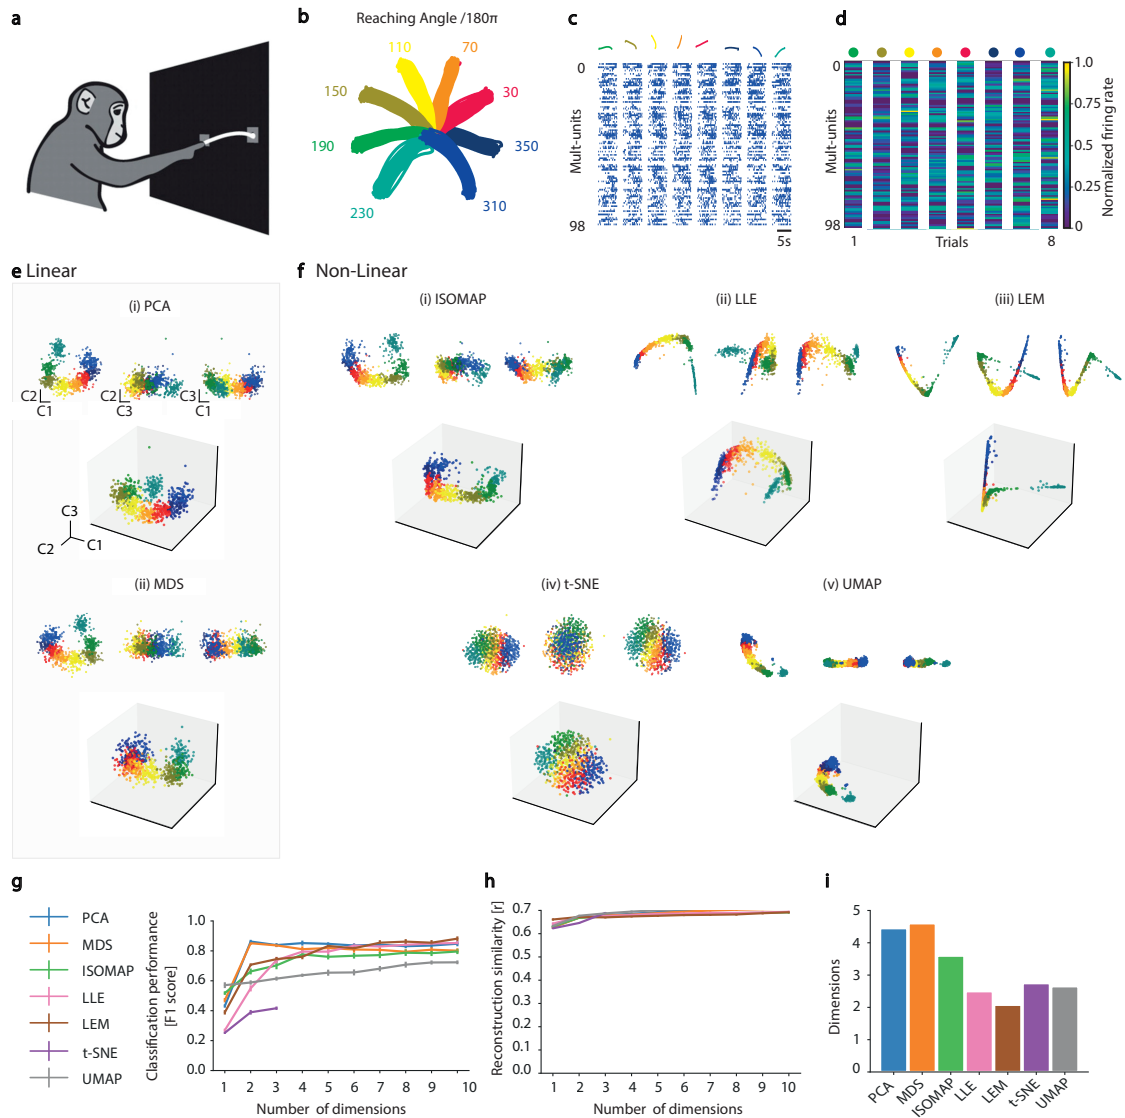 a
b
Reaching Angle /180π
110
70
150
30
190
350
230
310
c
0
Mult-units
98
5s
d
0
Mult-units
98
1
Trials
8
1.0
0.75
0.5
0.25
0
Normalized firing rate
e Linear
(i) PCA
C2
C1
C2
C3
C3
C1
C3
C2
C1
(ii) MDS
f Non-Linear
(i) ISOMAP
(ii) LLE
(iii) LEM
(iv) t-SNE
(v) UMAP
g
PCA
MDS
ISOMAP
LLE
LEM
t-SNE
UMAP
Classification performance
[F1 score]
1.0
0.8
0.6
0.4
0.2
0.0
1 2 3 4 5 6 7 8 9 10
Number of dimensions
h
Reconstruction similarity [r]
0.7
0.6
0.5
0.4
0.3
0.2
0.1
0.0
1 2 3 4 5 6 7 8 9 10
Number of dimensions
i
Dimensions
5
4
3
2
1
0
PCA
MDS
ISOMAP
LLE
LEM
t-SNE
UMAP